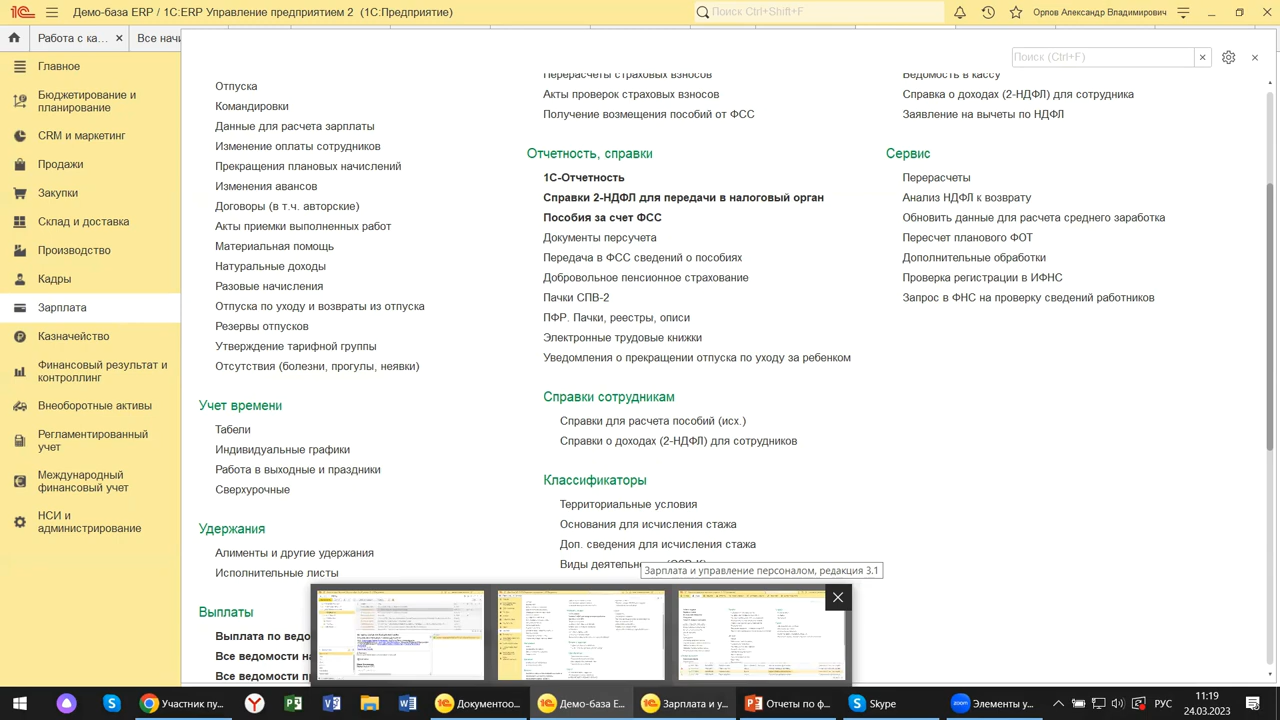 Демо-база ERP / 1С:ERP Управление предприятием 2 (1С:Предприятие)
Поиск Ctrl+Shift+F
Орлов Александр Владимирович
Работа с ка...
Все начи
Поиск (Ctrl+F)
Главное
Бюджетирование и
планирование
CRM и маркетинг
Продажи
Закупки
Склад и доставка
Производство
Кадры
Зарплата
Казначейство
Финансовый результат и
контроллинг
Внеоборотные активы
Регламентированный
учет
Международный
финансовый учет
НСИ и
администрирование
Отпуска
Командировки
Данные для расчета зарплаты
Изменение оплаты сотрудников
Прекращения плановых начислений
Изменения авансов
Договоры (в т.ч. авторские)
Акты приемки выполненных работ
Материальная помощь
Натуральные доходы
Разовые начисления
Отпуска по уходу и возвраты из отпуска
Резервы отпусков
Утверждение тарифной группы
Отсутствия (болезни, прогулы, неявки)
Учет времени
Табели
Индивидуальные графики
Работа в выходные и праздники
Сверхурочные
Удержания
Алименты и другие удержания
Исполнительные листы
Выплаты
Выплата по вед
Все ведомости н
Все ведомости п
Перерасчеты страховых взносов
Акты проверок страховых взносов
Получение возмещения пособий от ФСС
Отчетность, справки
1С-Отчетность
Справки 2-НДФЛ для передачи в налоговый орган
Пособия за счет ФСС
Документы персучета
Передача в ФСС сведений о пособиях
Добровольное пенсионное страхование
Пачки СПВ-2
ПФР. Пачки, реестры, описи
Электронные трудовые книжки
Уведомления о прекращении отпуска по уходу за ребенком
Справки сотрудникам
Справки для расчета пособий (исх.)
Справки о доходах (2-НДФЛ) для сотрудников
Классификаторы
Территориальные условия
Основания для исчисления стажа
Доп. сведения для исчисления стажа
Виды деятельн
Зарплата и управление персоналом, редакция 3.1
Ведомость в кассу
Справка о доходах (2-НДФЛ) для сотрудника
Заявление на вычеты по НДФЛ
Сервис
Перерасчеты
Анализ НДФЛ к возврату
Обновить данные для расчета среднего заработка
Пересчет планового ФОТ
Дополнительные обработки
Проверка регистрации в ИФНС
Запрос в ФНС на проверку сведений работников
Участник пу...
Документоо...
Демо-база E...
Зарплата и у...
Отчеты по ф...
Skype
Элементы у...
РУС
11:19
24.03.2023